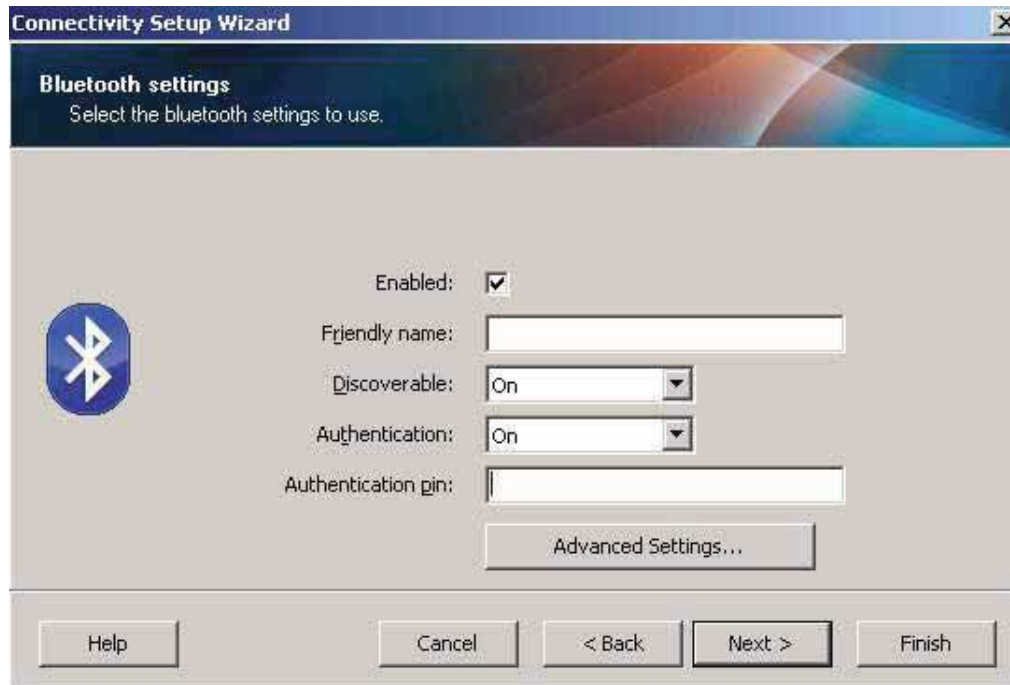 Connectivity Setup Wizard
Bluetooth settings
Select the bluetooth settings to use.
Enabled:
Friendly name:
Discoverable: On
Authentication: On
Authentication pin:
Advanced Settings...
Help Cancel < Back Next > Finish